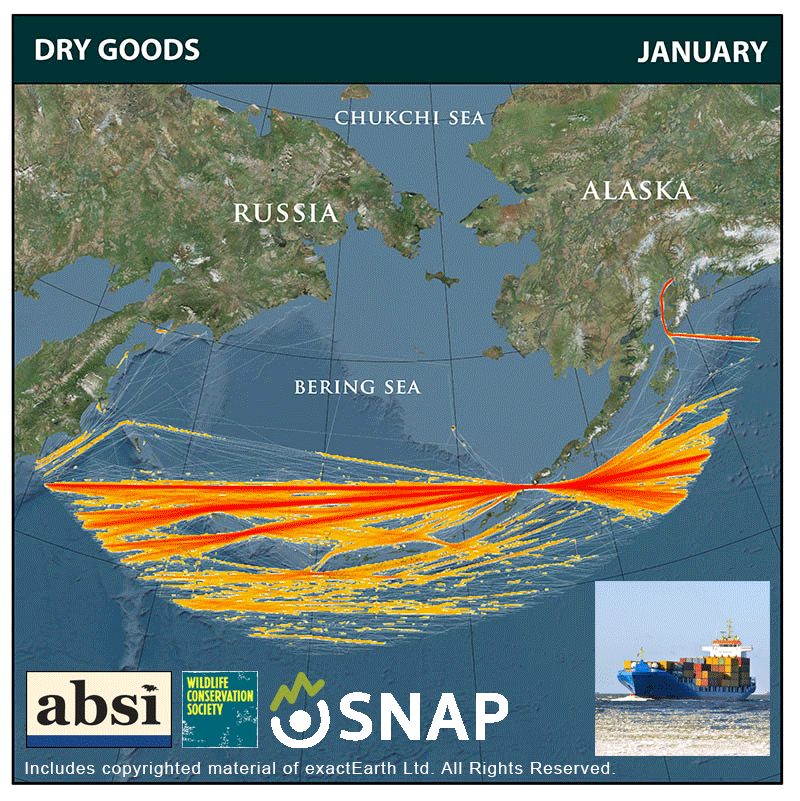 DRY GOODS
JANUARY
CHUKCHI SEA
ALASKA
RUSSIA
BERING SEA
absi
WILDLIFE
CONSERVATION
SOCIETY
SNAP
Includes copyrighted material of exactEarth Ltd. All Rights Reserved.